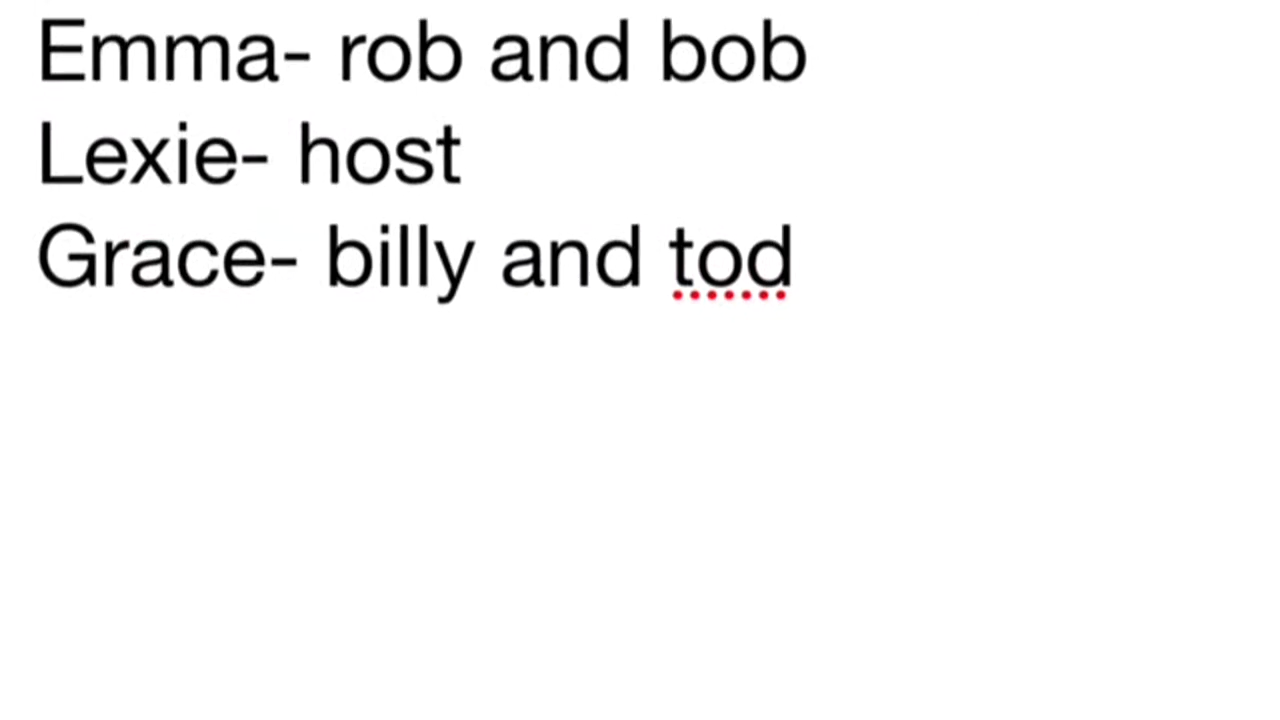 Emma- rob and bob
Lexie- host
Grace- billy and tod